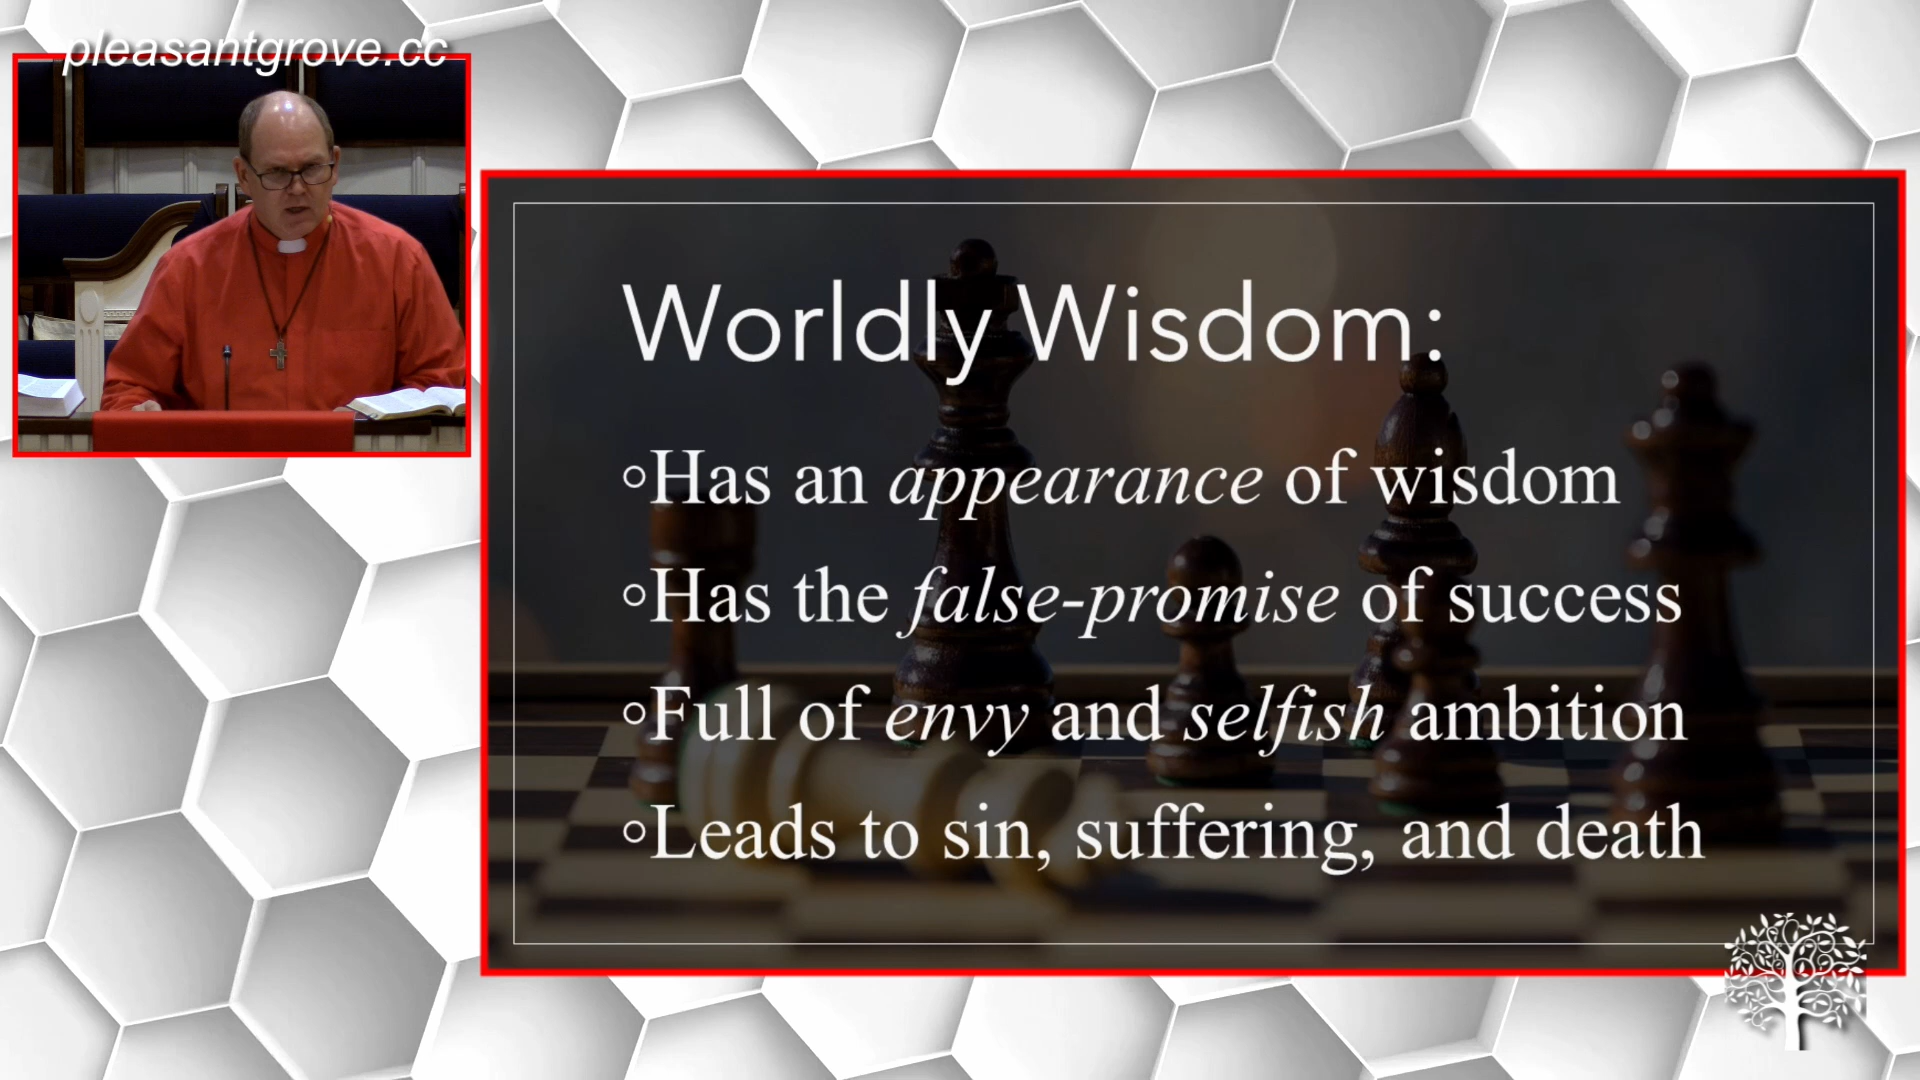 pleasantgrove.cc
Worldly Wisdom:
◦Has an appearance of wisdom
◦Has the false-promise of success
◦Full of envy and selfish ambition
◦Leads to sin, suffering, and death